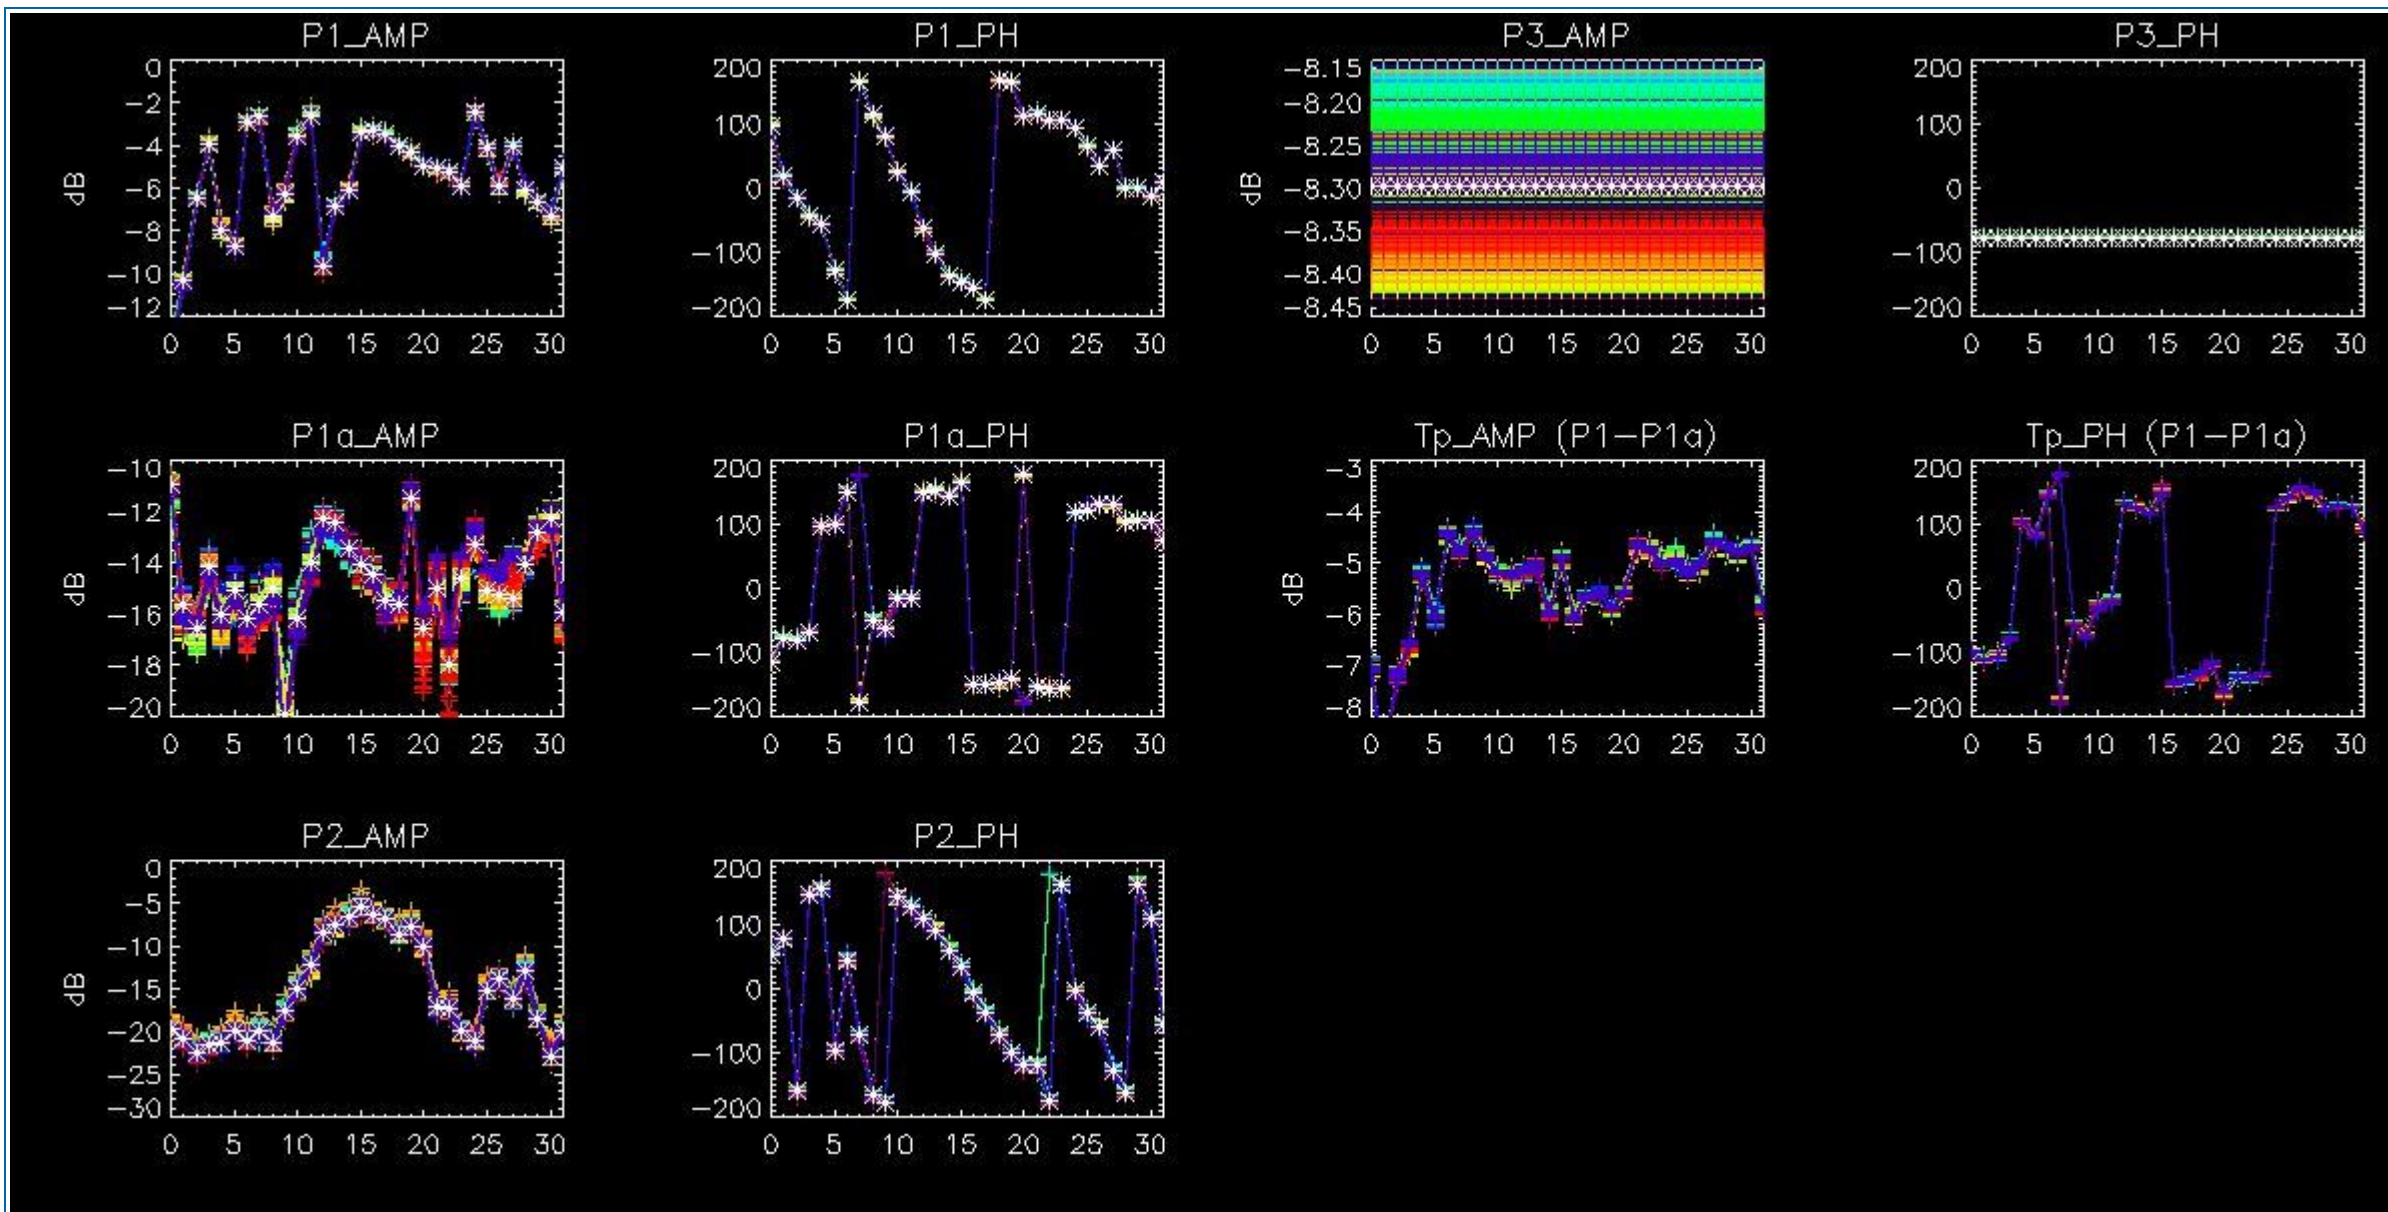 P1_AMP P1_PH P3_AMP P3_PH
0 200 -8.15 200
-2 100 -8.20 100
-4 0 -8.25 0
-6 -100 -8.30 -100
-8 -200 -8.35 -200
-10 -8.40
-12 -8.45
dB dB
0 5 10 15 20 25 30 0 5 10 15 20 25 30 0 5 10 15 20 25 30 0 5 10 15 20 25 30
P1a_AMP P1a_PH Tp_AMP (P1-P1a) Tp_PH (P1-P1a)
-10 200 -3 200
-12 100 -4 100
-14 0 -5 0
-16 -100 -6 -100
-18 -200 -7 -200
-20 -8
dB dB
0 5 10 15 20 25 30 0 5 10 15 20 25 30 0 5 10 15 20 25 30 0 5 10 15 20 25 30
P2_AMP P2_PH
0 200
-5 100
-10 0
-15 -100
-20 -200
-25
-30
dB
0 5 10 15 20 25 30 0 5 10 15 20 25 30